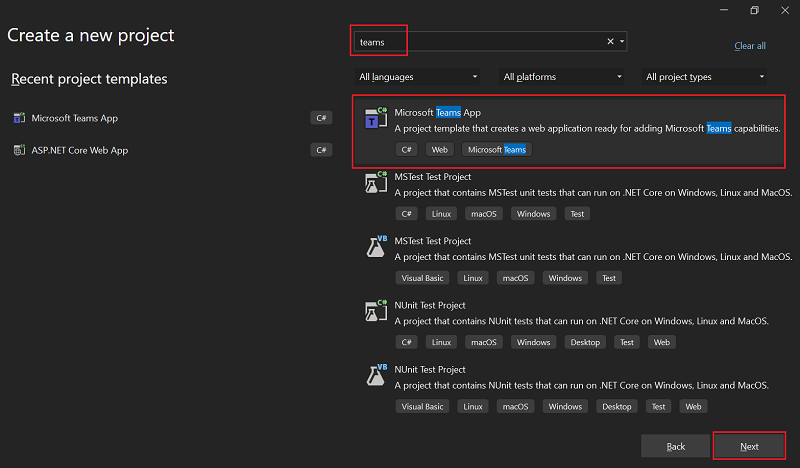 Create a new project
Recent project templates
Microsoft Teams App
C#
ASP.NET Core Web App
C#
teams
Clear all
All languages
All platforms
All project types
C#
T
Microsoft Teams App
A project template that creates a web application ready for adding Microsoft Teams capabilities.
C# Web Microsoft Teams
C#
MSTest Test Project
A project that contains MSTest unit tests that can run on .NET Core on Windows, Linux and MacOS.
C# Linux macOS Windows Test
VB
MSTest Test Project
A project that contains MSTest unit tests that can run on .NET Core on Windows, Linux and MacOS.
Visual Basic Linux macOS Windows Test
C#
NUnit Test Project
A project that contains NUnit tests that can run on .NET Core on Windows, Linux and MacOS.
C# Linux macOS Windows Desktop Test Web
VB
NUnit Test Project
A project that contains NUnit tests that can run on .NET Core on Windows, Linux and MacOS.
Visual Basic Linux macOS Windows Desktop Test Web
Back
Next